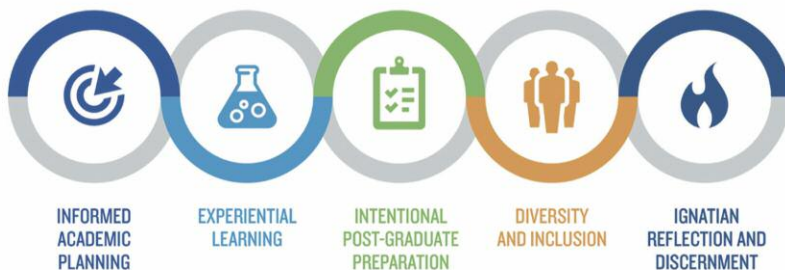 INFORMED
ACADEMIC
PLANNING
EXPERIENTIAL
LEARNING
INTENTIONAL
POST-GRADUATE
PREPARATION
DIVERSITY
AND INCLUSION
IGNATIAN
REFLECTION AND
DISCERNMENT